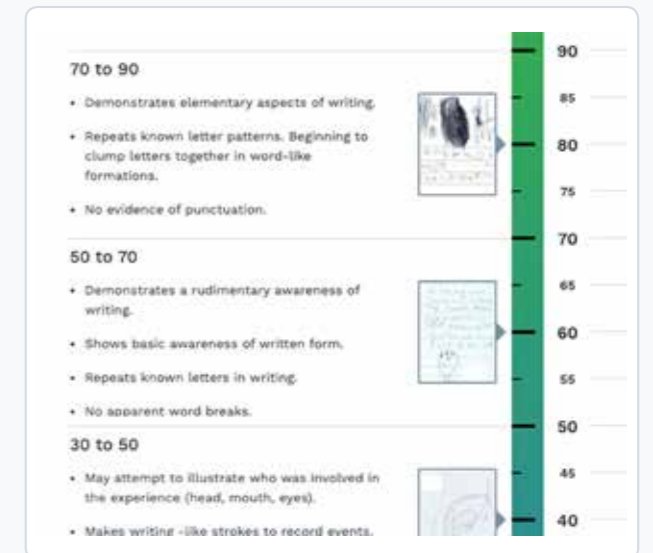 90
70 to 90
• Demonstrates elementary aspects of writing.
85
• Repeats known letter patterns. Beginning to
clump letters together in word-like
formations.
80
75
• No evidence of punctuation.
70
50 to 70
• Demonstrates a rudimentary awareness of
writing.
65
• Shows basic awareness of written form.
60
• Repeats known letters in writing.
55
• No apparent word breaks.
50
30 to 50
• May attempt to illustrate who was involved in
the experience (head, mouth, eyes).
45
• Makes writing -like strokes to record events.
40